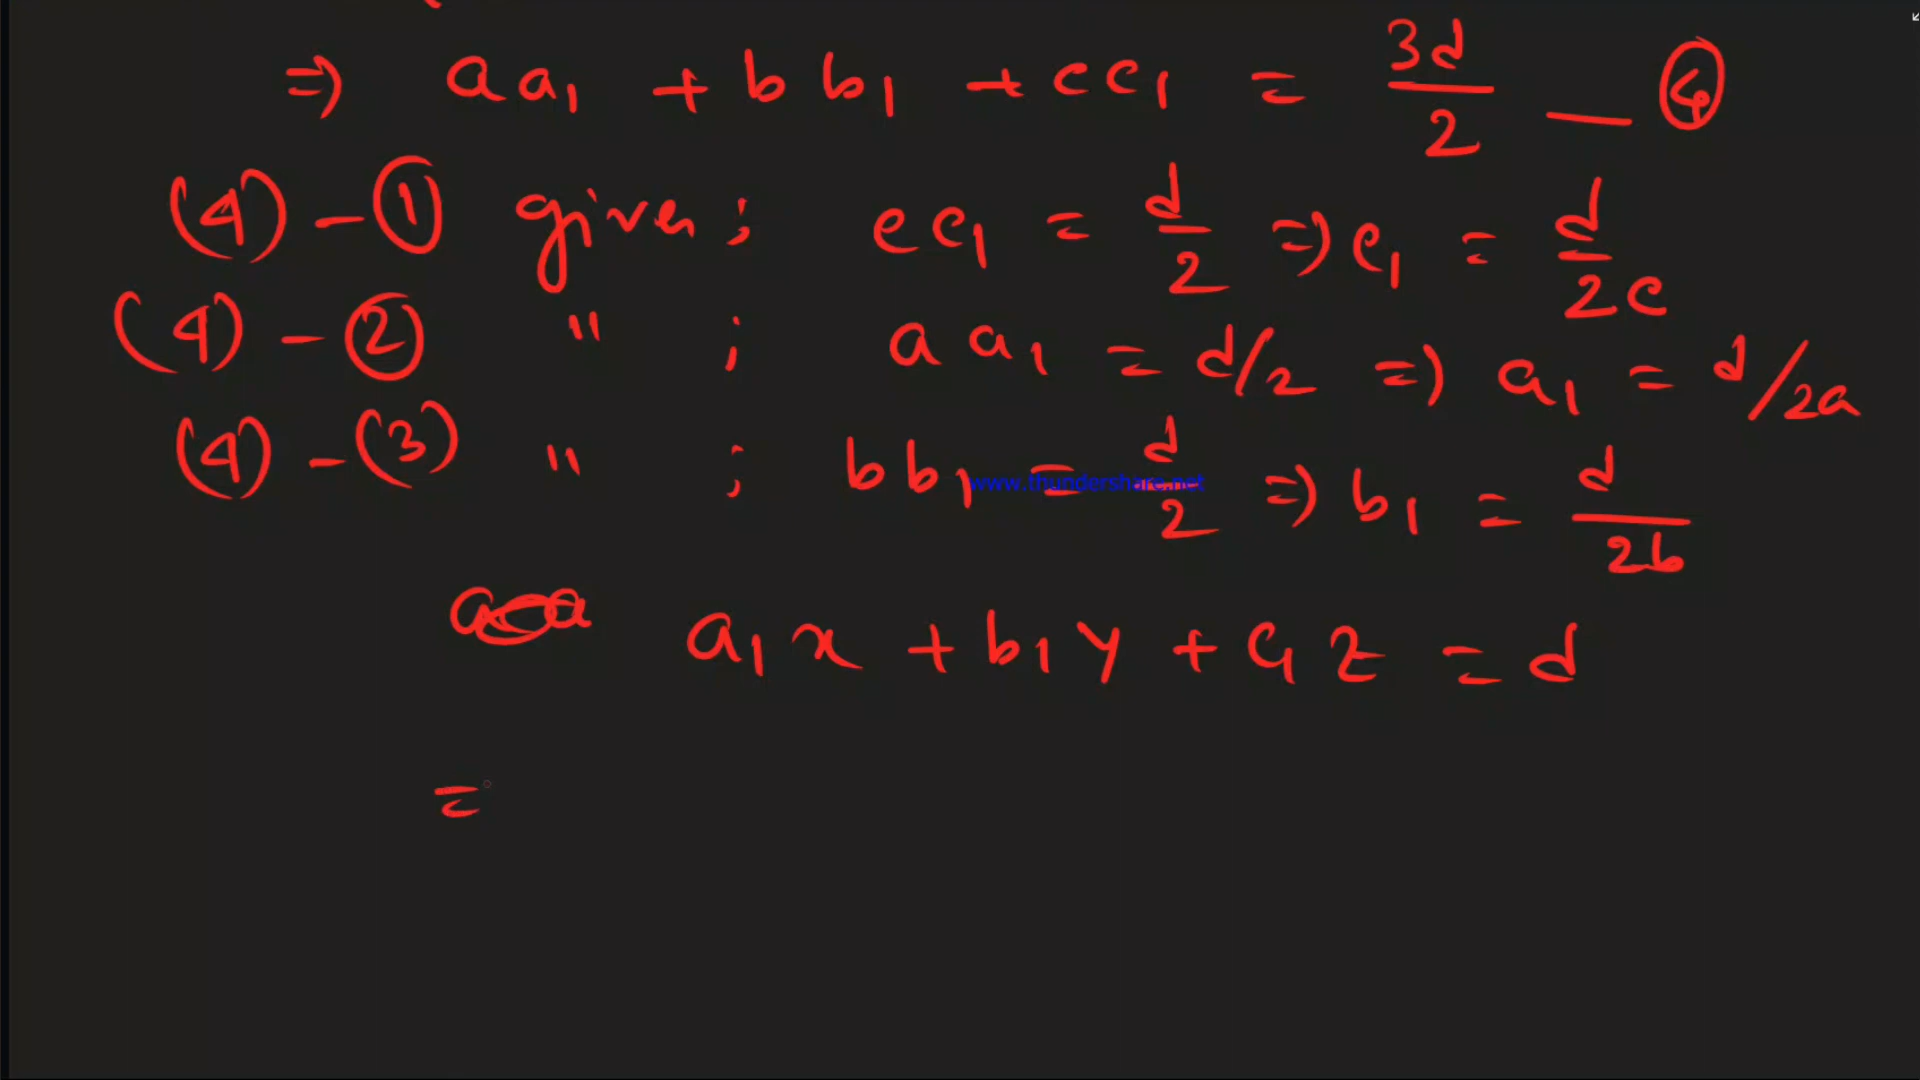 =) aa₁ + bb₁ + cc₁ = 3d/2 — ④
(4) - ① given ; cc₁ = d/2 =) c₁ = d/2c
(4) - ② " ; aa₁ = d/2 =) a₁ = d/2a
(4) - (3) " ; bb₁ = d/2 =) b₁ = d/2b
www.thundershare.net
a₁x + b₁y + c₁z = d
=